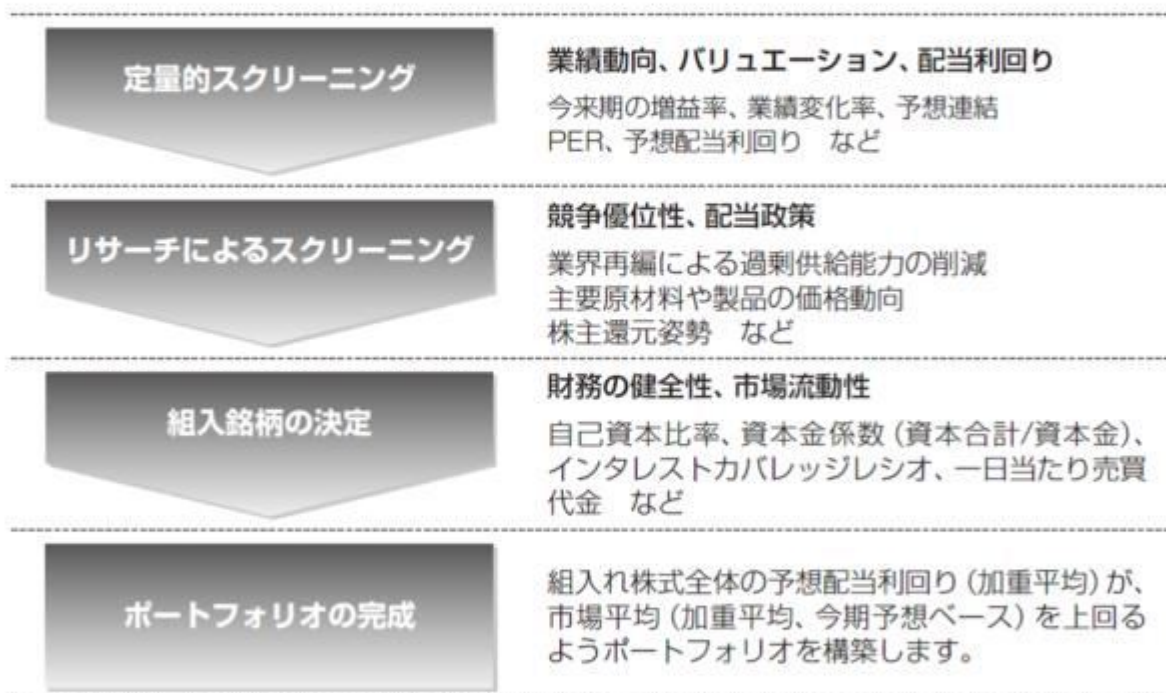 定量的スクリーニング
業績動向、バリュエーション、配当利回り
今来期の増益率、業績変化率、予想連結
PER、予想配当利回り　など
リサーチによるスクリーニング
競争優位性、配当政策
業界再編による過剰供給能力の削減
主要原材料や製品の価格動向
株主還元姿勢　など
組入銘柄の決定
財務の健全性、市場流動性
自己資本比率、資本金係数（資本合計/資本金）、
インタレストカバレッジレシオ、一日当たり売買
代金　など
ポートフォリオの完成
組入れ株式全体の予想配当利回り（加重平均）が、
市場平均（加重平均、今期予想ベース）を上回る
ようポートフォリオを構築します。